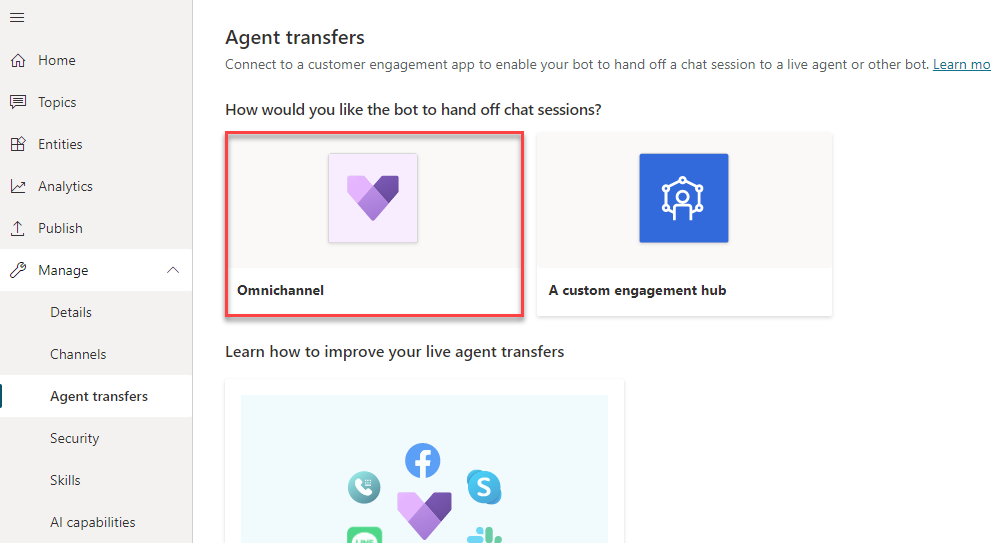 Home
Topics
Entities
Analytics
Publish
Manage
Details
Channels
Agent transfers
Security
Skills
AI capabilities
Agent transfers
Connect to a customer engagement app to enable your bot to hand off a chat session to a live agent or other bot. Learn mo
How would you like the bot to hand off chat sessions?
Omnichannel
A custom engagement hub
Learn how to improve your live agent transfers
LINE